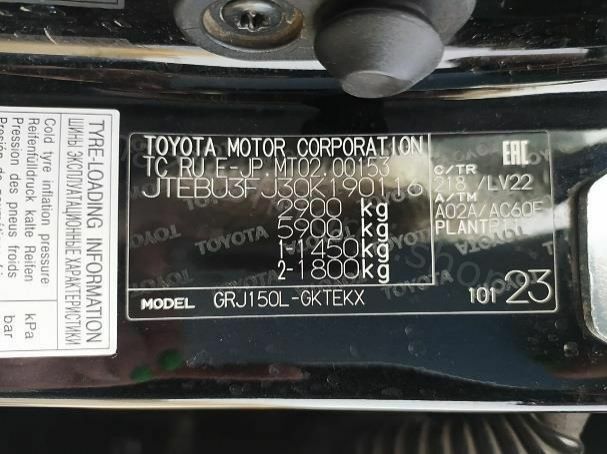 TYRE-LOADING INFORMATION
ШИНЫ ЭКСПЛУАТАЦИОННЫЕ ХАРАКТЕРИСТИКИ
Cold tyre inflation pressure
Reifenfülldruck kalte Reifen
Pression des pneus froids
kPa
bar
TOYOTA MOTOR CORPORATION
TC RU E-JP.MT02.00153
JTEBU3FJ30K190116
2900 kg
5900 kg
1-1450kg
2-1800kg
MODEL GRJ150L-GKTEKX
EAC
C/TR
218 /LV22
A/TM
A02A/AC60F
PLANT
101 23